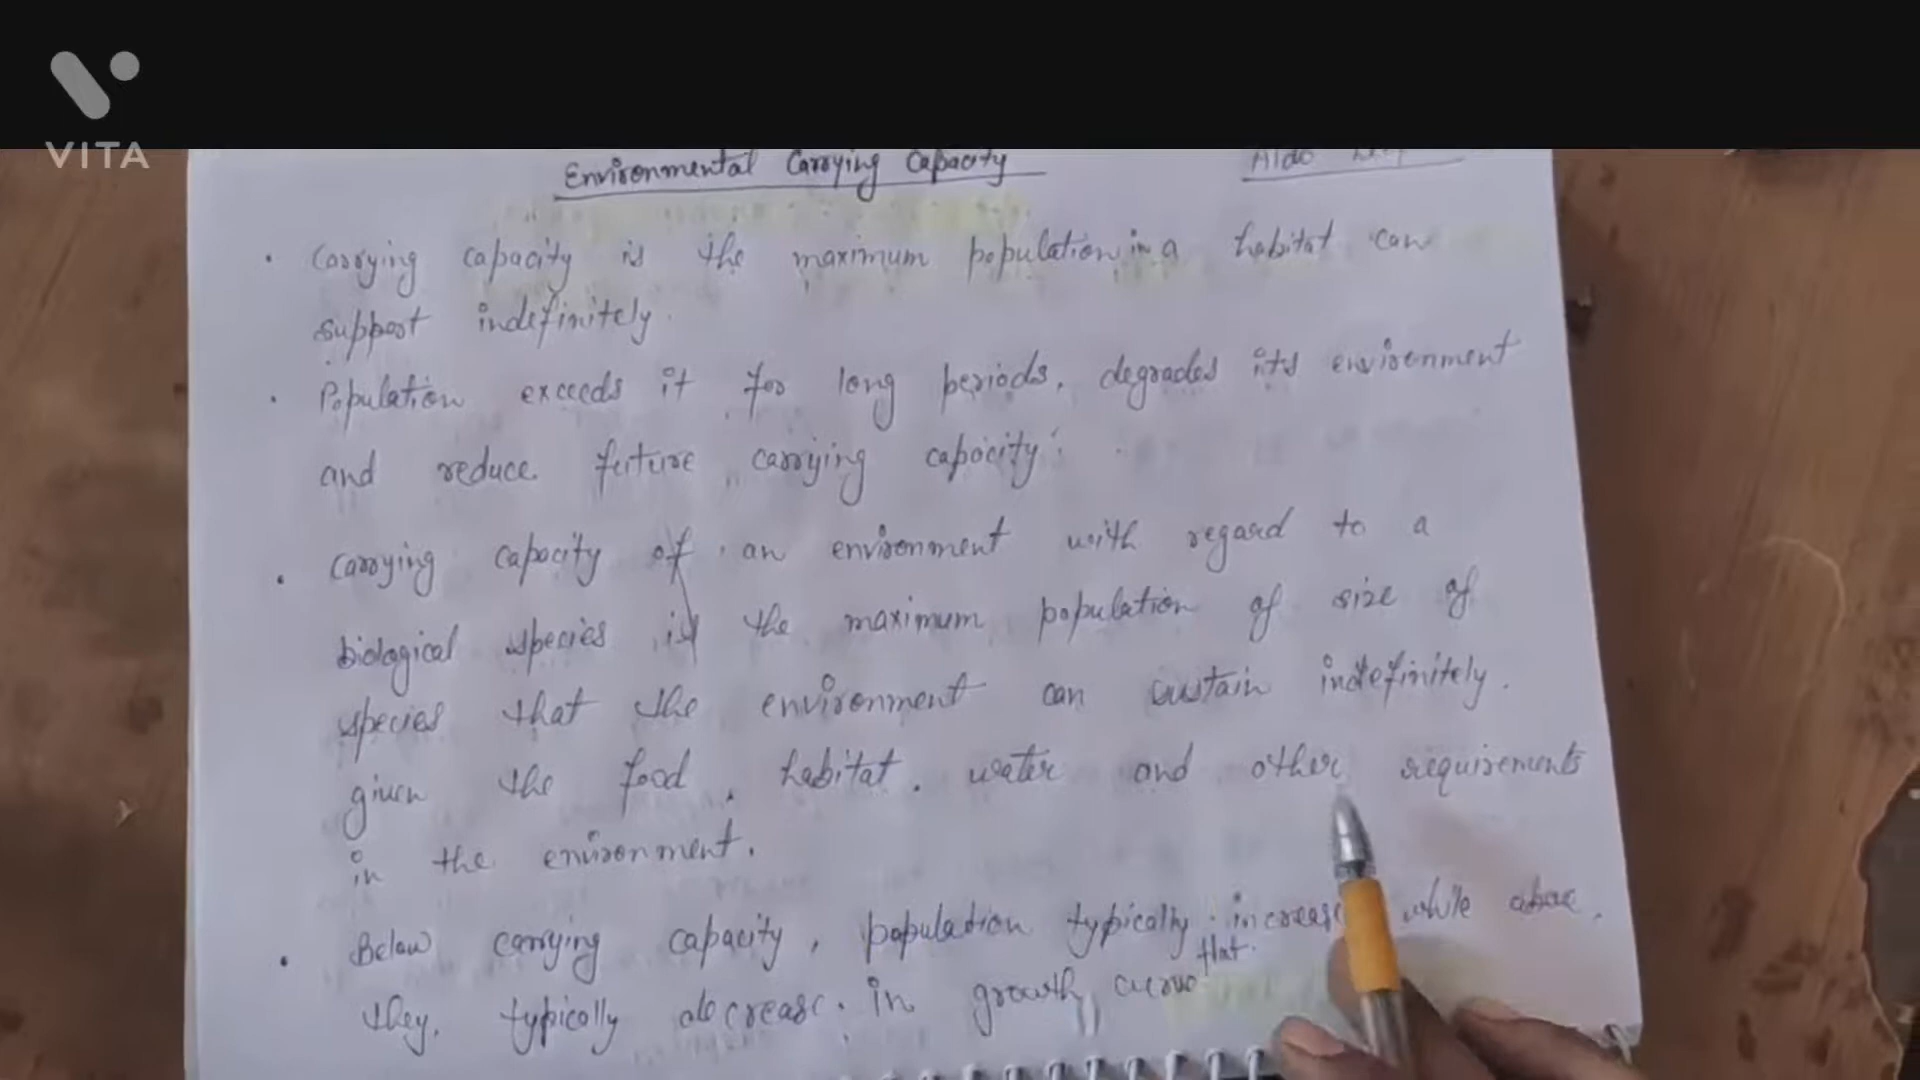 VITA
Environmental Carrying Capacity Aldo
• Carrying capacity is the maximum population in a habitat can
support indefinitely.
• Population exceeds it for long periods, degrades its environment
and reduce future carrying capacity.
• Carrying capacity of an environment with regard to a
biological species is the maximum population of size of
species that the environment can sustain indefinitely.
given the food, habitat, water and other requirements
in the environment.
• Below carrying capacity, population typically increase while above,
flat.
they, typically decrease. in growth curve